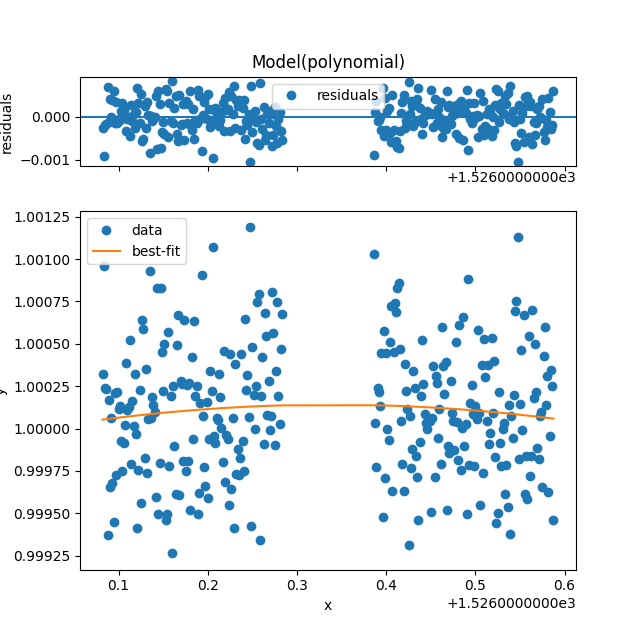 Model(polynomial)
residuals
0.000
−0.001
residuals
+1.5260000000e3
1.00125
1.00100
1.00075
1.00050
1.00025
1.00000
0.99975
0.99950
0.99925
y
data
best-fit
0.1 0.2 0.3 0.4 0.5 0.6
x
+1.5260000000e3